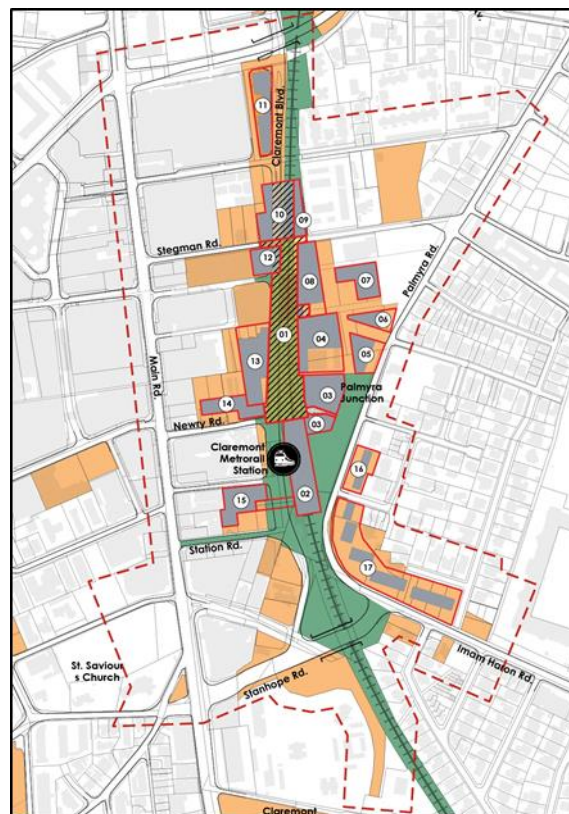 v.
Claremont Blvd.
11
10
09
Stegman Rd.
12
08
07
Palmyra Rd.
06
01
04
05
Main Rd.
13
03
Palmyra
Junction
14
Newry Rd.
03
Claremont
Metrorail
Station
16
02
15
Station Rd.
17
Imam Haron Rd.
St. Saviour
s Church
Stanhope Rd.
Claremont